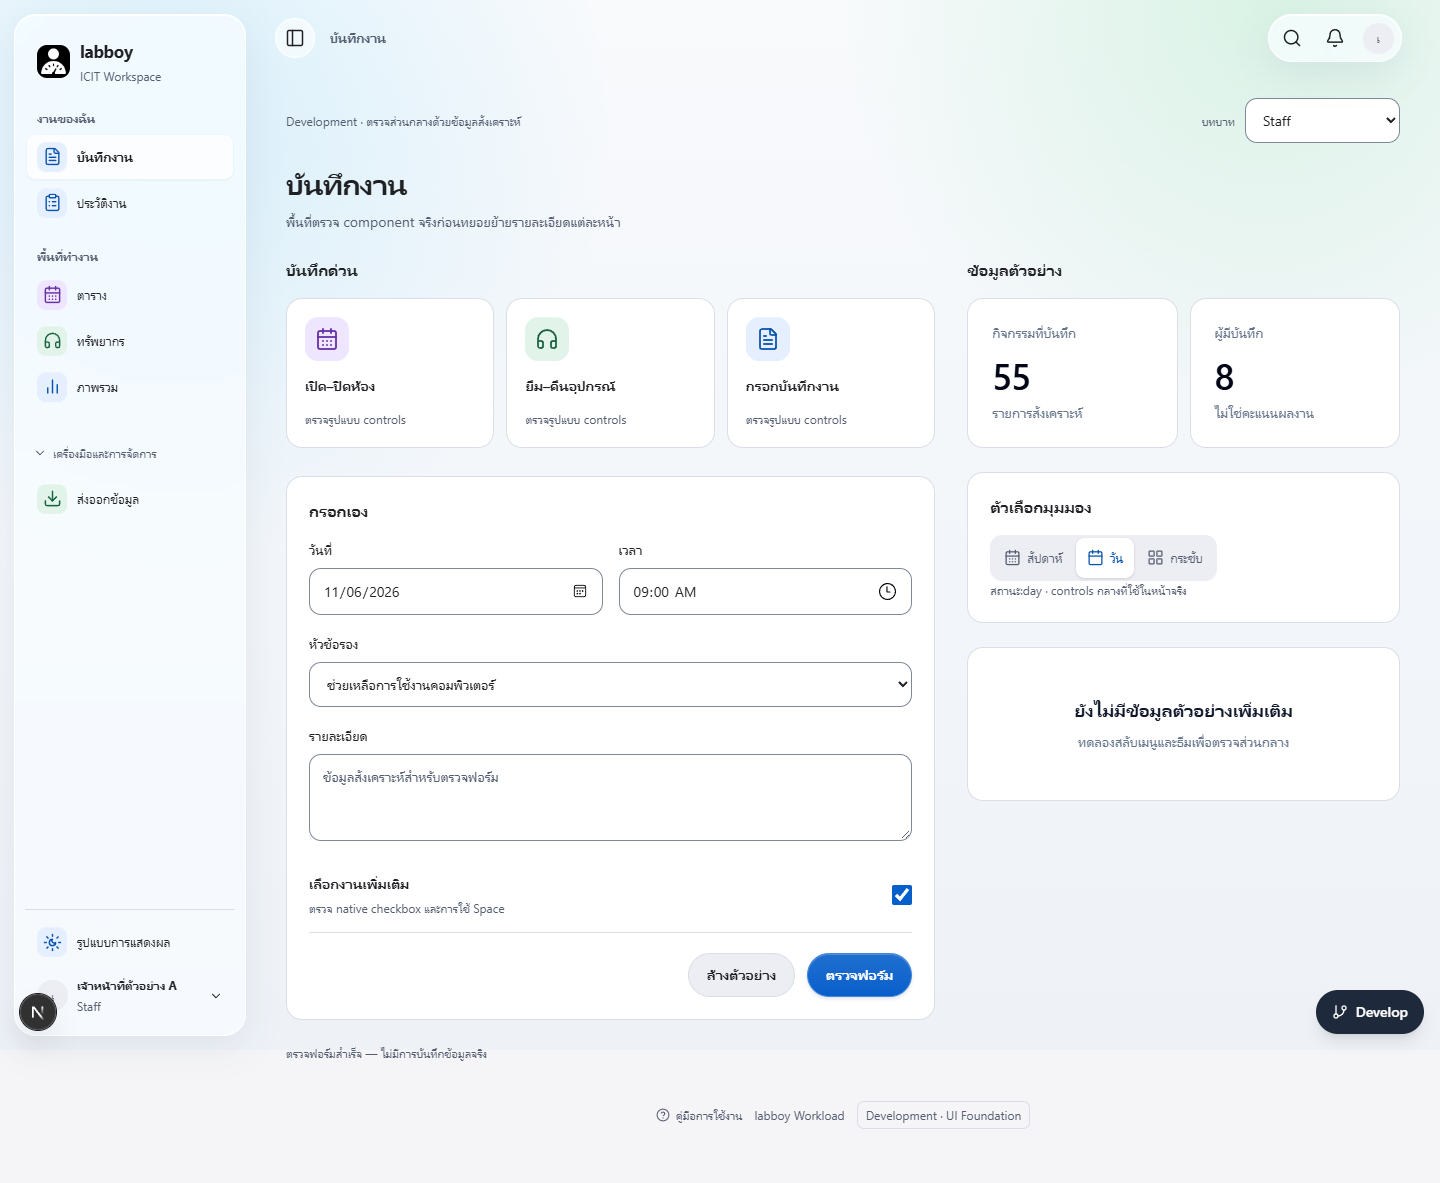 labboy
ICIT Workspace
งานของฉัน
บันทึกงาน
ประวัติงาน
พื้นที่ทำงาน
ตาราง
ทรัพยากร
ภาพรวม
เครื่องมือและการจัดการ
ส่งออกข้อมูล
รูปแบบการแสดงผล
เจ้าหน้าที่ตัวอย่าง A
Staff
N
บันทึกงาน
Development · ตรวจส่วนกลางด้วยข้อมูลสังเคราะห์
บทบาท
Staff
บันทึกงาน
พื้นที่ตรวจ component จริงก่อนทยอยย้ายรายละเอียดแต่ละหน้า
บันทึกด่วน
เปิด–ปิดห้อง
ตรวจรูปแบบ controls
ยืม–คืนอุปกรณ์
ตรวจรูปแบบ controls
กรอกบันทึกงาน
ตรวจรูปแบบ controls
ข้อมูลตัวอย่าง
กิจกรรมที่บันทึก
55
รายการสังเคราะห์
ผู้มีบันทึก
8
ไม่ใช่คะแนนผลงาน
กรอกเอง
วันที่
11/06/2026
เวลา
09:00 AM
หัวข้อรอง
ช่วยเหลือการใช้งานคอมพิวเตอร์
รายละเอียด
ข้อมูลสังเคราะห์สำหรับตรวจฟอร์ม
เลือกงานเพิ่มเติม
ตรวจ native checkbox และการใช้ Space
ล้างตัวอย่าง
ตรวจฟอร์ม
ตัวเลือกมุมมอง
สัปดาห์
วัน
กระชับ
สถานะ:day · controls กลางที่ใช้ในหน้าจริง
ยังไม่มีข้อมูลตัวอย่างเพิ่มเติม
ทดลองสลับเมนูและธีมเพื่อตรวจส่วนกลาง
Develop
ตรวจฟอร์มสำเร็จ — ไม่มีการบันทึกข้อมูลจริง
คู่มือการใช้งาน
labboy Workload
Development · UI Foundation